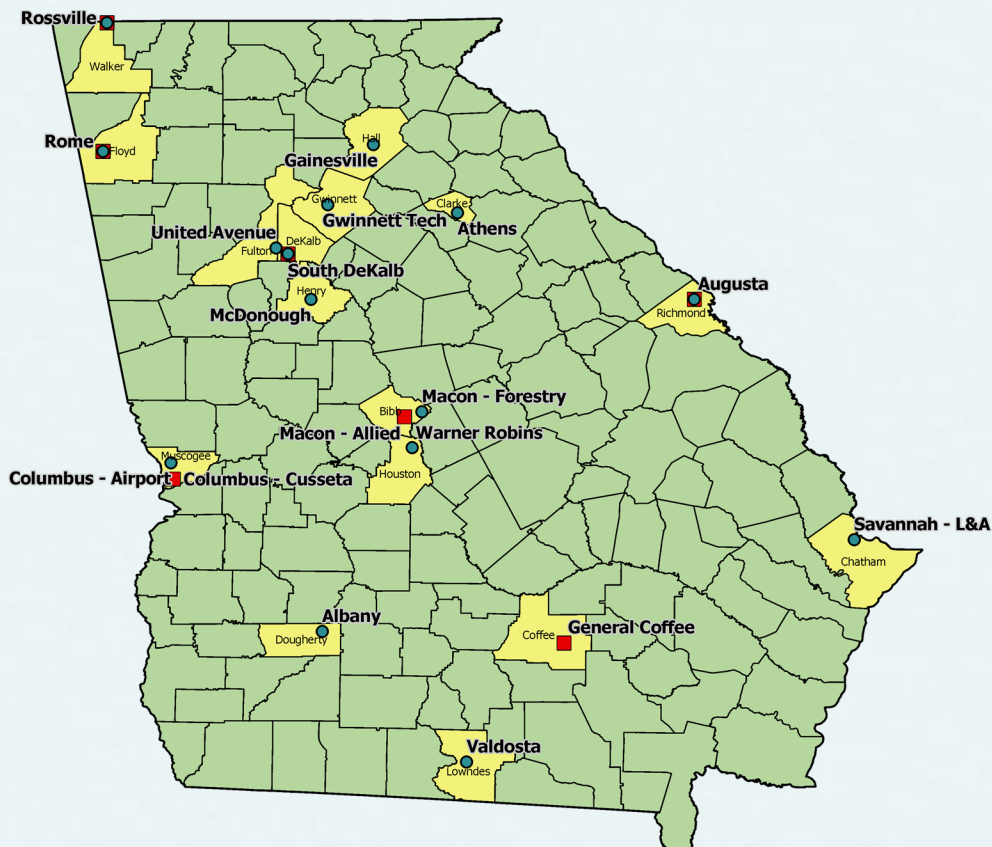 Rossville
Walker
Rome
Floyd
Hall
Gainesville
Gwinnett
Gwinnett Tech
Clarke
Athens
United Avenue
Fulton
DeKalb
South DeKalb
Henry
McDonough
Augusta
Richmond
Macon - Forestry
Bibb
Macon - Allied
Warner Robins
Houston
Muscogee
Columbus - Airport
Columbus - Cusseta
Savannah - L&A
Chatham
Albany
Dougherty
General Coffee
Coffee
Valdosta
Lowndes